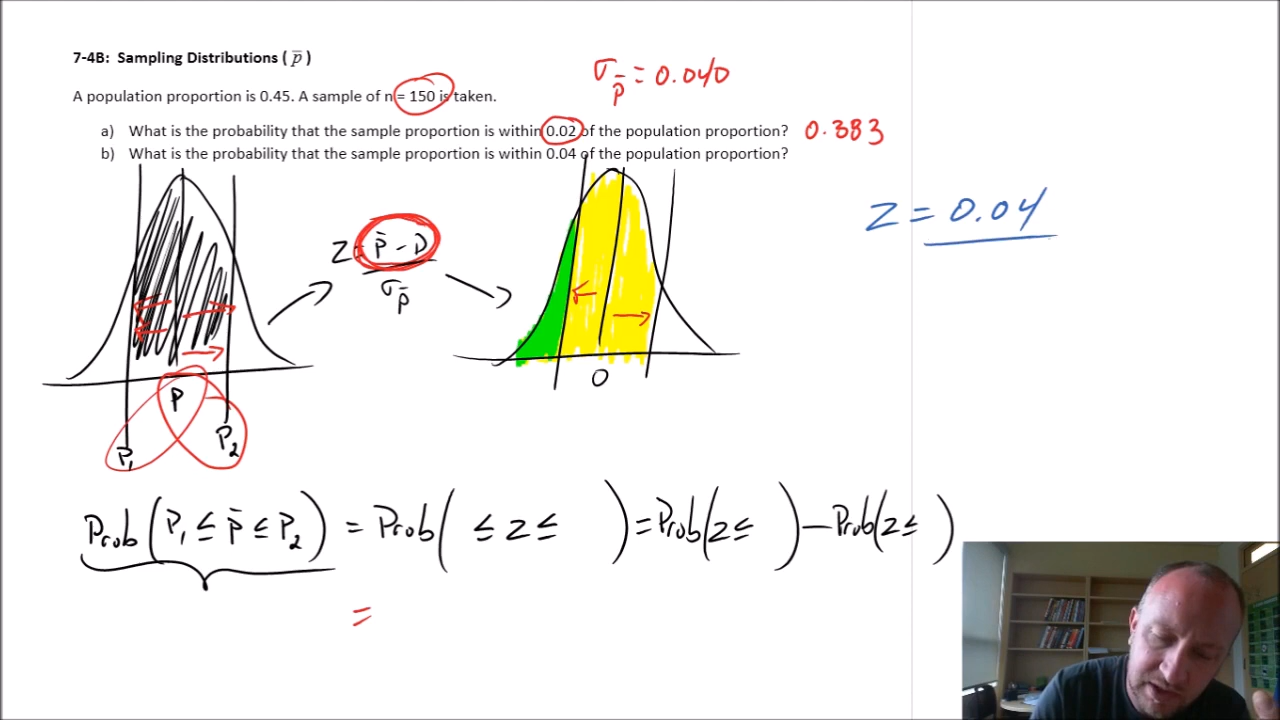 7-4B: Sampling Distributions ( p̄ )
σp̄ = 0.040
A population proportion is 0.45. A sample of n = 150 is taken.
a) What is the probability that the sample proportion is within 0.02 of the population proportion? 0.383
b) What is the probability that the sample proportion is within 0.04 of the population proportion?
z = 0.04
z = p̄ - p
σp̄
0
p
P₁
P₂
Prob(P₁ ≤ p̄ ≤ P₂) = Prob( ≤ z ≤ ) = Prob(z ≤ ) – Prob(z ≤ )
=